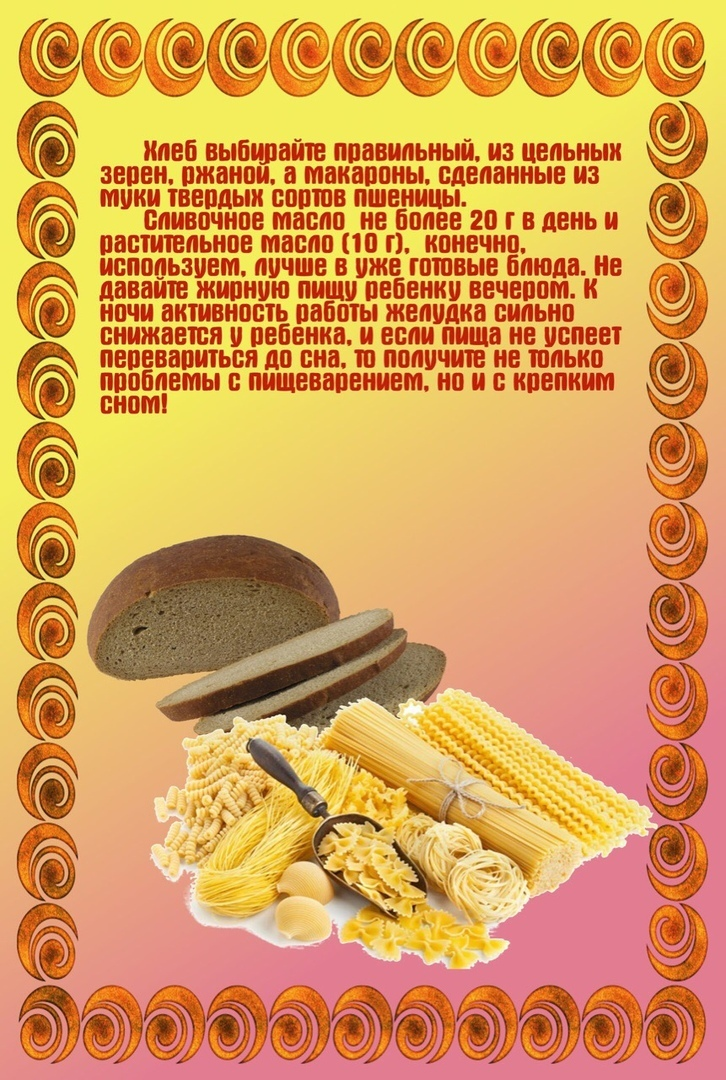 Хлеб выбирайте правильный, из цельных
зерен, ржаной, а макароны, сделанные из
муки твердых сортов пшеницы.
Сливочное масло не более 20 г в день и
растительное масло (10 г), конечно,
используем, лучше в уже готовые блюда. Не
давайте жирную пищу ребенку вечером. К
ночи активность работы желудка сильно
снижается у ребенка, и если пища не успеет
перевариться до сна, то получите не только
проблемы с пищеварением, но и с крепким
сном!